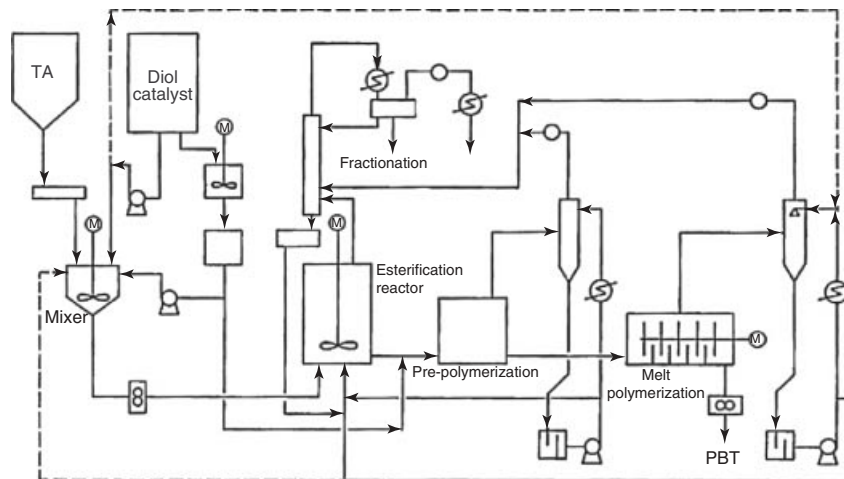 TA
Diol
catalyst
M
Fractionation
M
M
Esterification
reactor
Mixer
M
Pre-polymerization
Melt
polymerization
PBT